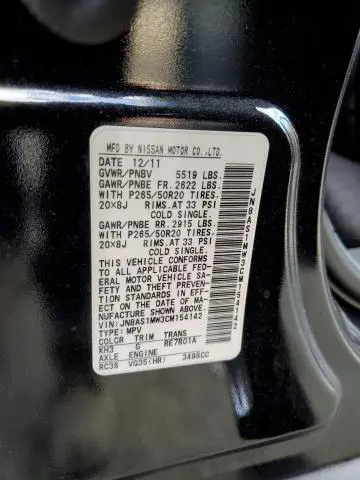 MFD BY NISSAN MOTOR CO.,LTD.
DATE 12/11
GVWR/PNBV 5519 LBS.
GAWR/PNBE FR. 2622 LBS.
WITH P265/50R20 TIRES.
20X8J RIMS.AT 33 PSI
COLD SINGLE.
GAWR/PNBE RR. 2915 LBS.
WITH P265/50R20 TIRES.
20X8J RIMS.AT 33 PSI
COLD SINGLE.
THIS VEHICLE CONFORMS
TO ALL APPLICABLE FED-
ERAL MOTOR VEHICLE SA-
FETY AND THEFT PREVEN-
TION STANDARDS IN EFF-
ECT ON THE DATE OF MA-
NUFACTURE SHOWN ABOVE.
VIN:JN8AS1MW3CM154142
TYPE: MPV
COLOR TRIM TRANS
KH3 G RE7R01A
AXLE ENGINE
RC36 VQ35(HR) 3498CC
JN8AS1MW3CM154142